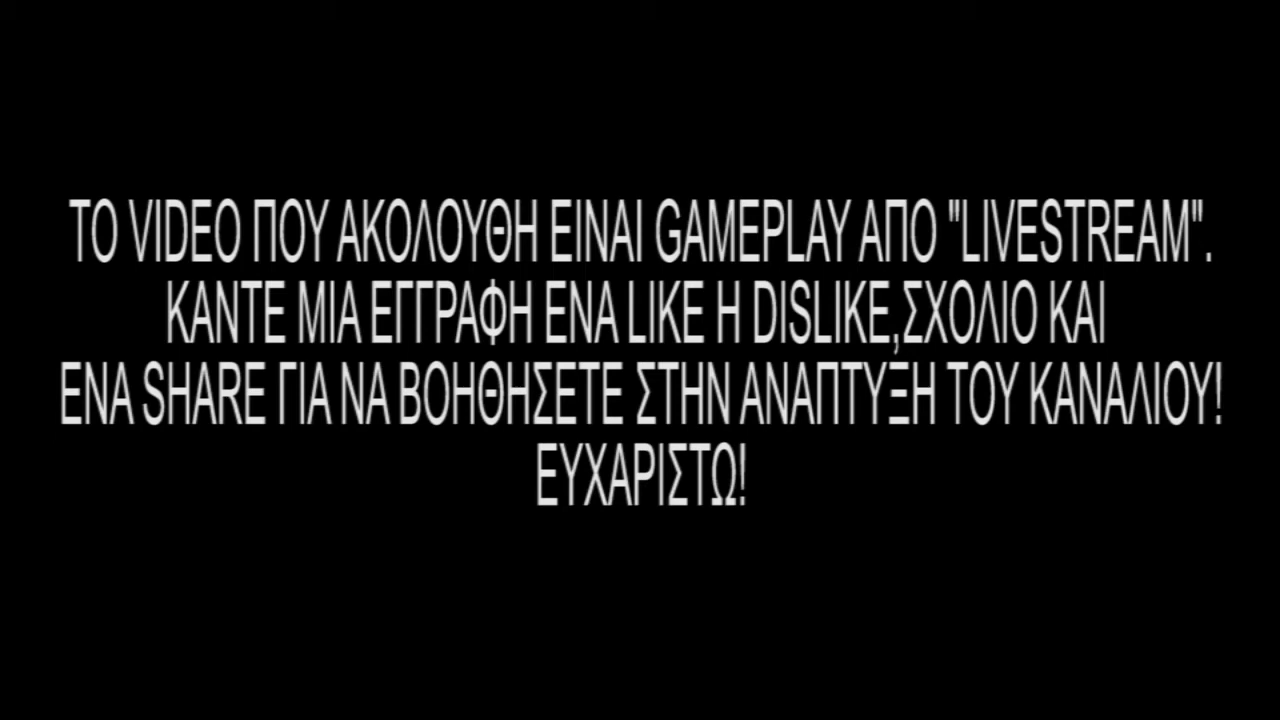 ΤΟ VIDEO ΠΟΥ ΑΚΟΛΟΥΘΗ ΕΙΝΑΙ GAMEPLAY ΑΠΟ "LIVESTREAM".
ΚΑΝΤΕ ΜΙΑ ΕΓΓΡΑΦΗ ΕΝΑ LIKE Η DISLIKE,ΣΧΟΛΙΟ ΚΑΙ
ΕΝΑ SHARE ΓΙΑ ΝΑ ΒΟΗΘΗΣΕΤΕ ΣΤΗΝ ΑΝΑΠΤΥΞΗ ΤΟΥ ΚΑΝΑΛΙΟΥ!
ΕΥΧΑΡΙΣΤΩ!